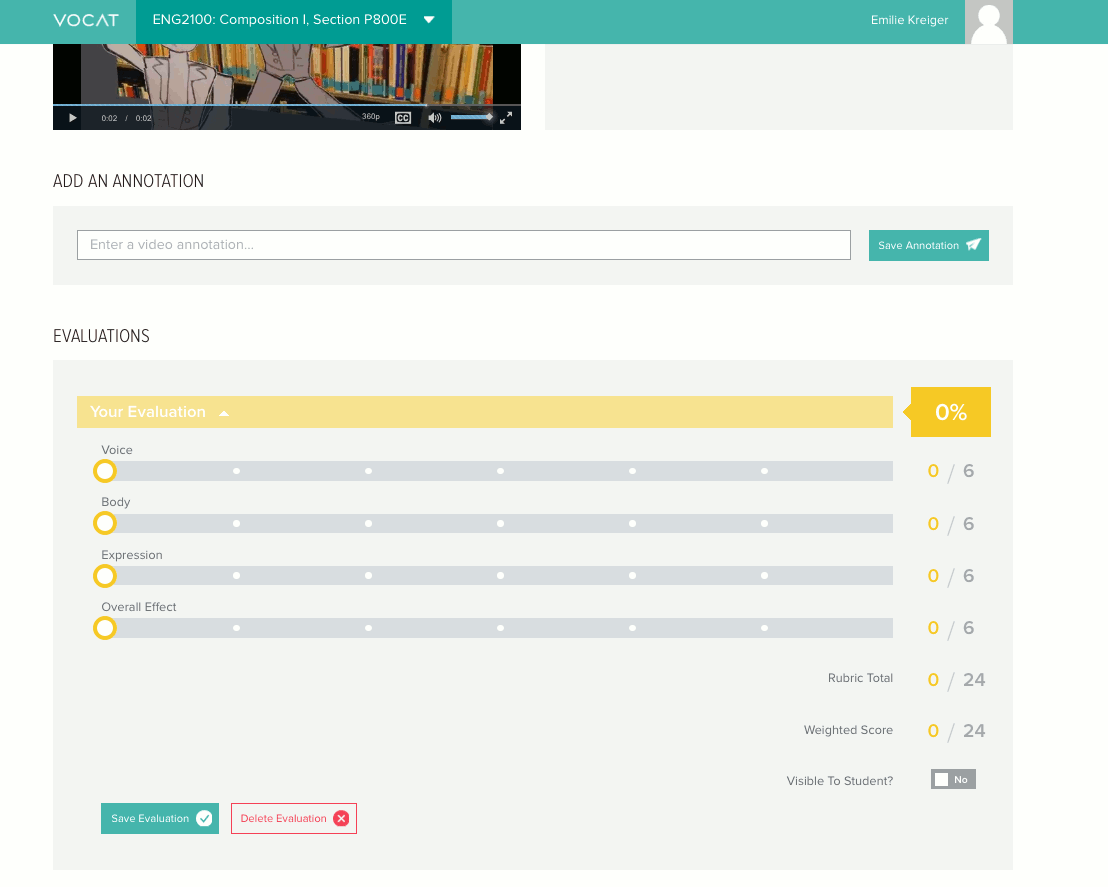 VOCAT
ENG2100: Composition I, Section P800E
Emilie Kreiger
0:02 / 0:02
360p
CC
ADD AN ANNOTATION
Enter a video annotation...
Save Annotation
EVALUATIONS
Your Evaluation
0%
Voice
0 / 6
Body
0 / 6
Expression
0 / 6
Overall Effect
0 / 6
Rubric Total
0 / 24
Weighted Score
0 / 24
Visible To Student?
No
Save Evaluation
Delete Evaluation